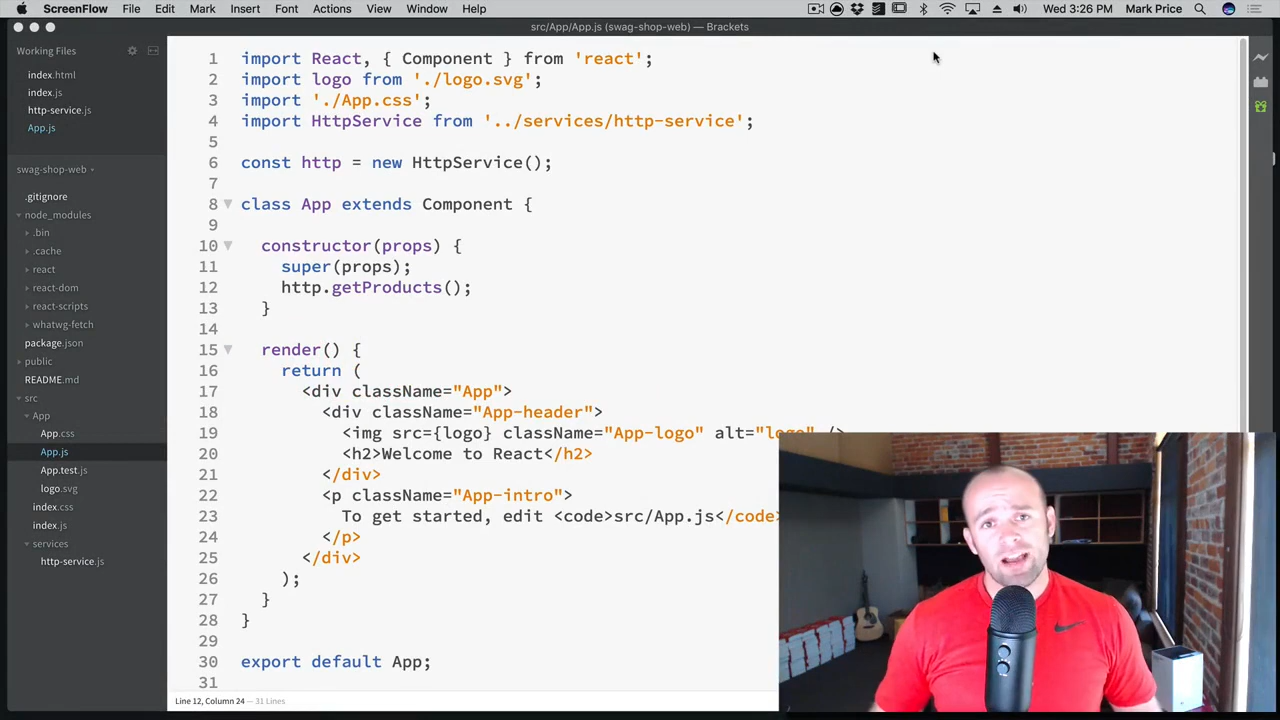 ScreenFlow File Edit Mark Insert Font Actions View Window Help Wed 3:26 PM Mark Price
src/App/App.js (swag-shop-web) — Brackets
Working Files
index.html
index.js
http-service.js
App.js
swag-shop-web
.gitignore
node_modules
.bin
.cache
react
react-dom
react-scripts
whatwg-fetch
package.json
public
README.md
src
App
App.css
App.js
App.test.js
logo.svg
index.css
index.js
services
http-service.js
1 import React, { Component } from 'react';
2 import logo from './logo.svg';
3 import './App.css';
4 import HttpService from '../services/http-service';
5
6 const http = new HttpService();
7
8 class App extends Component {
9
10 constructor(props) {
11 super(props);
12 http.getProducts();
13 }
14
15 render() {
16 return (
17 <div className="App">
18 <div className="App-header">
19 <img src={logo} className="App-logo" alt="logo" />
20 <h2>Welcome to React</h2>
21 </div>
22 <p className="App-intro">
23 To get started, edit <code>src/App.js</code>
24 </p>
25 </div>
26 );
27 }
28 }
29
30 export default App;
31
Line 12, Column 24 — 31 Lines